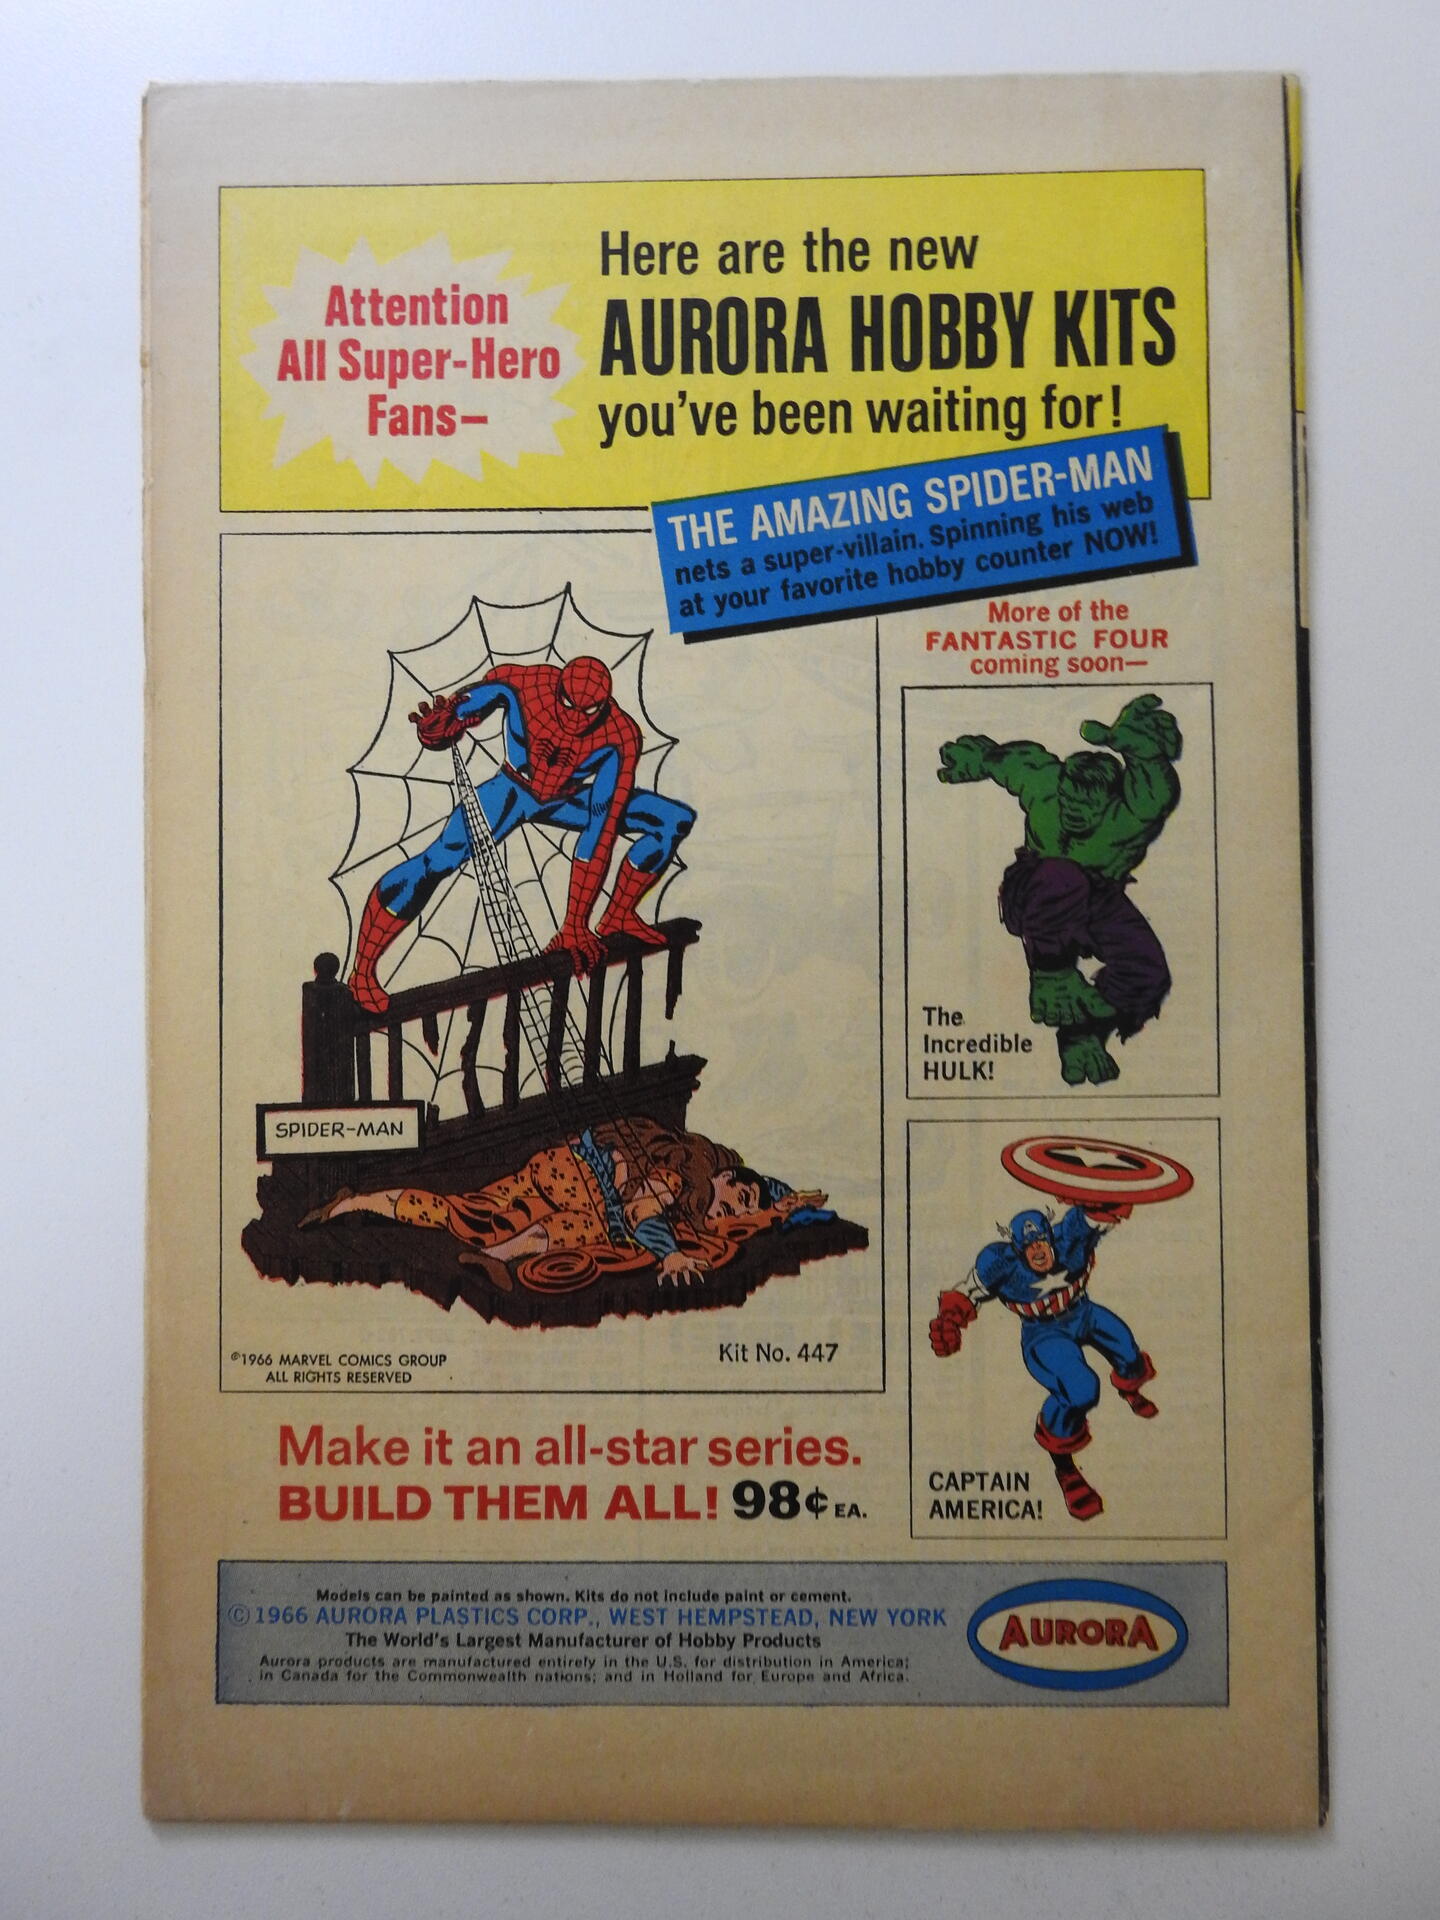 Attention
All Super-Hero
Fans—
Here are the new
AURORA HOBBY KITS
you've been waiting for!
THE AMAZING SPIDER-MAN
nets a super-villain. Spinning his web
at your favorite hobby counter NOW!
More of the
FANTASTIC FOUR
coming soon—
The
Incredible
HULK!
SPIDER-MAN
©1966 MARVEL COMICS GROUP
ALL RIGHTS RESERVED
Kit No. 447
CAPTAIN
AMERICA!
Make it an all-star series.
BUILD THEM ALL! 98¢ EA.
Models can be painted as shown. Kits do not include paint or cement.
© 1966 AURORA PLASTICS CORP., WEST HEMPSTEAD, NEW YORK
The World's Largest Manufacturer of Hobby Products
Aurora products are manufactured entirely in the U.S. for distribution in America;
in Canada for the Commonwealth nations; and in Holland for Europe and Africa.
AURORA